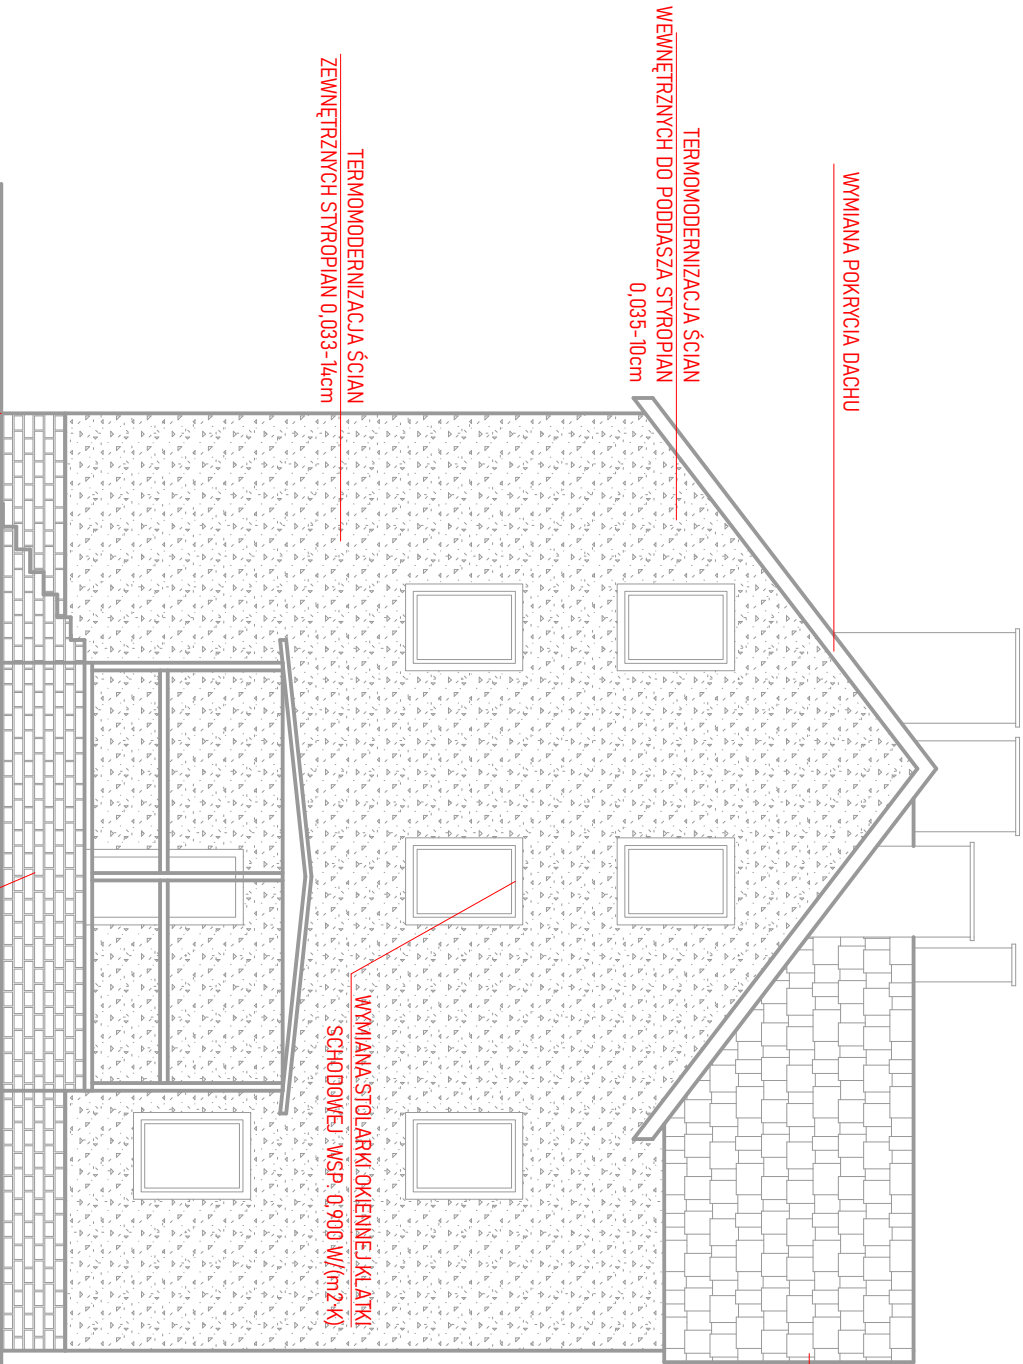 WYMIANA POKRYCIA DACHU
TERMOMODERNIZACJA ŚCIAN
WEWNĘTRZNYCH DO PODDASZA STYROPIAN
0,035-10cm
TERMOMODERNIZACJA ŚCIAN
ZEWNĘTRZNYCH STYROPIAN 0,033-14cm
WYMIANA STOLARKI OKIENNEJ KLATKI
SCHODOWEJ WSP. 0,900 W/(m2·K)